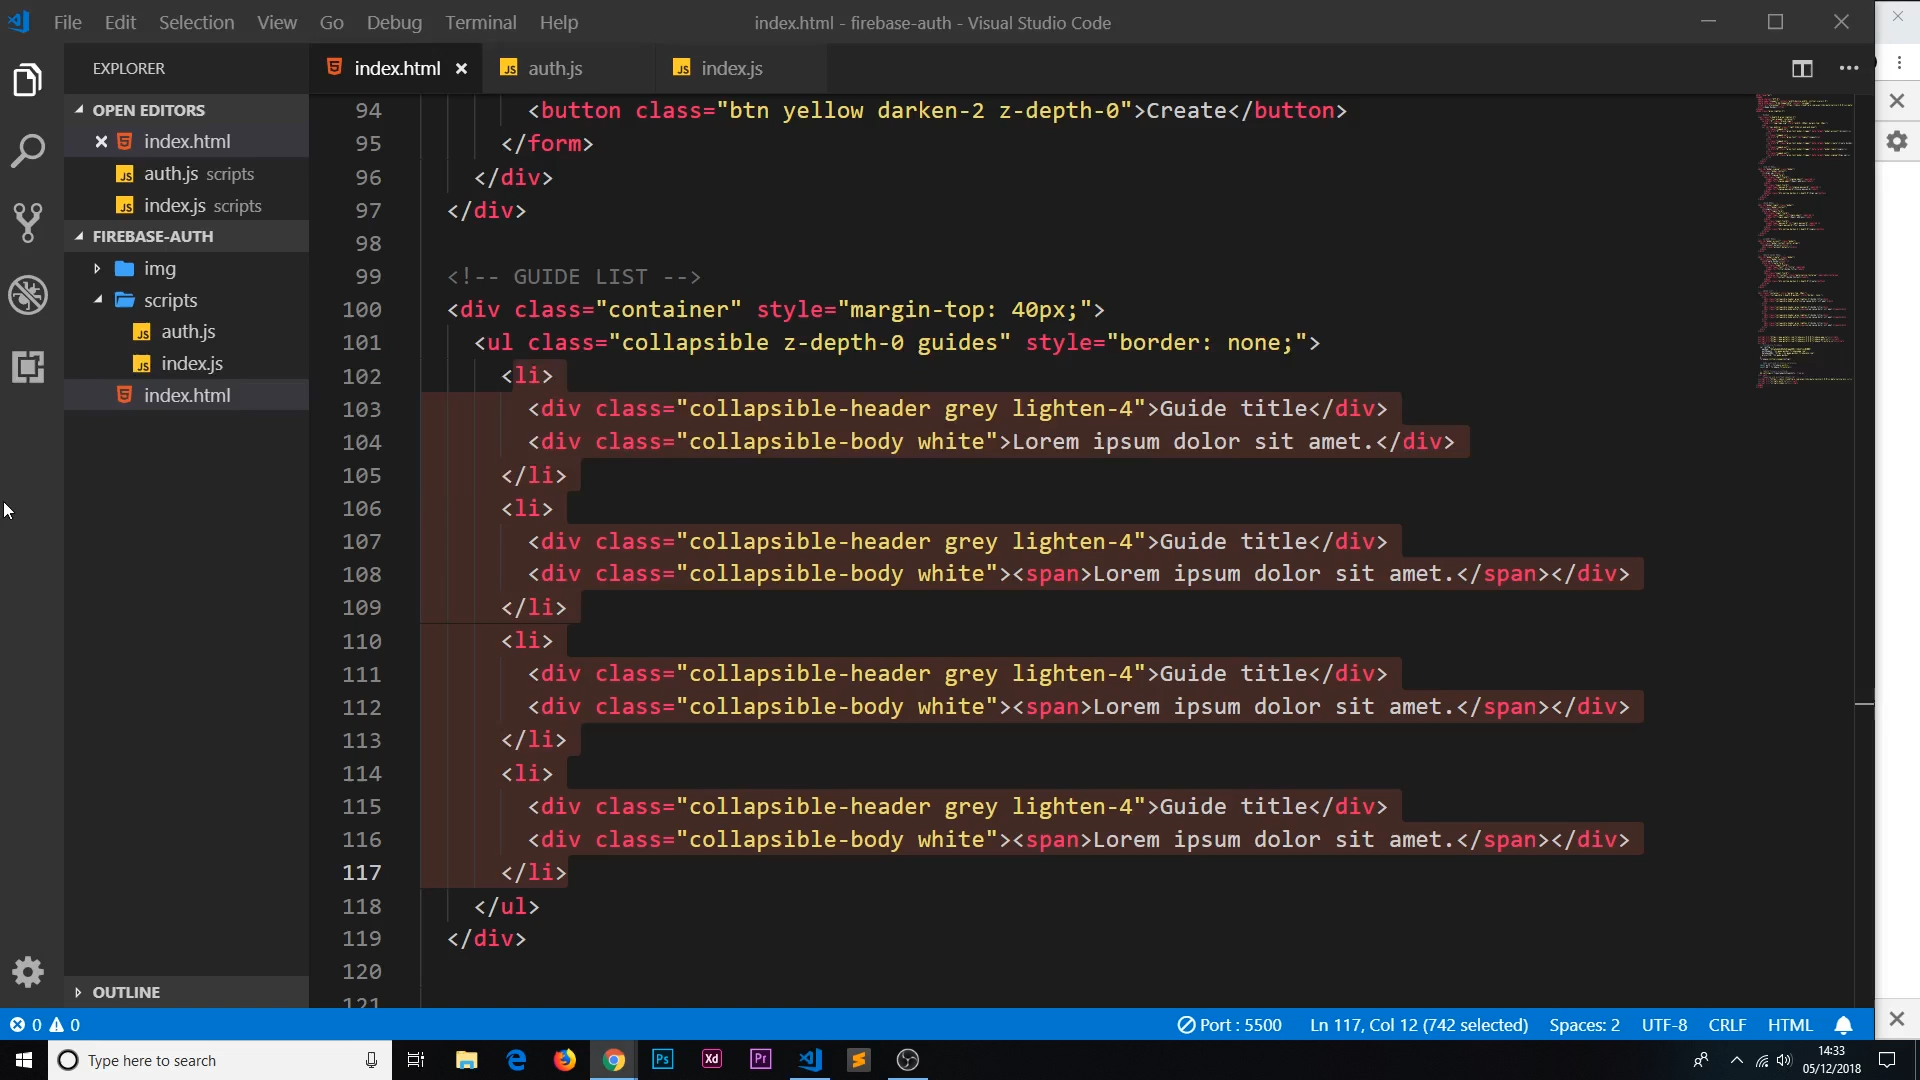 File Edit Selection View Go Debug Terminal Help
index.html - firebase-auth - Visual Studio Code
EXPLORER
index.html
JS auth.js
JS index.js
OPEN EDITORS
index.html
JS auth.js scripts
JS index.js scripts
FIREBASE-AUTH
img
scripts
JS auth.js
JS index.js
index.html
OUTLINE
94 <button class="btn yellow darken-2 z-depth-0">Create</button>
95 </form>
96 </div>
97 </div>
98
99 <!-- GUIDE LIST -->
100 <div class="container" style="margin-top: 40px;">
101 <ul class="collapsible z-depth-0 guides" style="border: none;">
102 <li>
103 <div class="collapsible-header grey lighten-4">Guide title</div>
104 <div class="collapsible-body white">Lorem ipsum dolor sit amet.</div>
105 </li>
106 <li>
107 <div class="collapsible-header grey lighten-4">Guide title</div>
108 <div class="collapsible-body white"><span>Lorem ipsum dolor sit amet.</span></div>
109 </li>
110 <li>
111 <div class="collapsible-header grey lighten-4">Guide title</div>
112 <div class="collapsible-body white"><span>Lorem ipsum dolor sit amet.</span></div>
113 </li>
114 <li>
115 <div class="collapsible-header grey lighten-4">Guide title</div>
116 <div class="collapsible-body white"><span>Lorem ipsum dolor sit amet.</span></div>
117 </li>
118 </ul>
119 </div>
120
121
0 0
Port : 5500 Ln 117, Col 12 (742 selected) Spaces: 2 UTF-8 CRLF HTML
Type here to search
Ps
Xd
Pr
14:33
05/12/2018